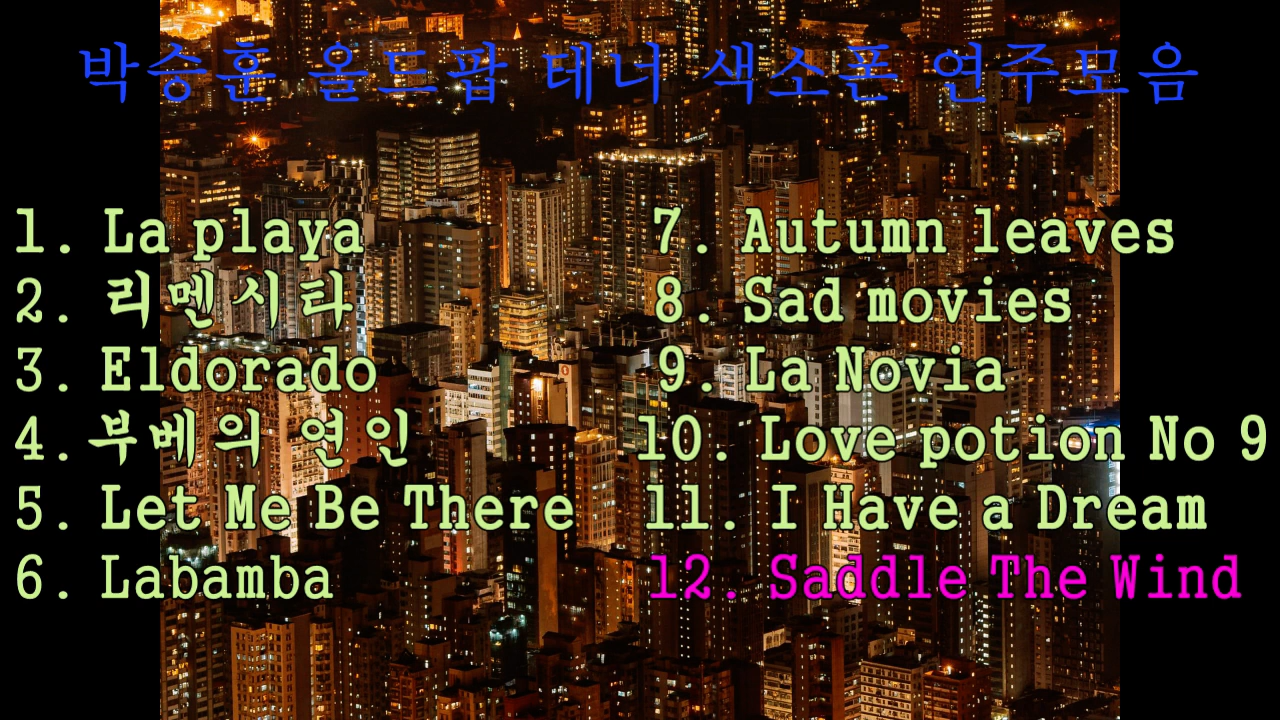 박승훈 올드팝 테너 색소폰 연주모음
1. La playa
2. 리멘시타
3. Eldorado
4. 부베의 연인
5. Let Me Be There
6. Labamba
7. Autumn leaves
8. Sad movies
9. La Novia
10. Love potion No 9
11. I Have a Dream
12. Saddle The Wind